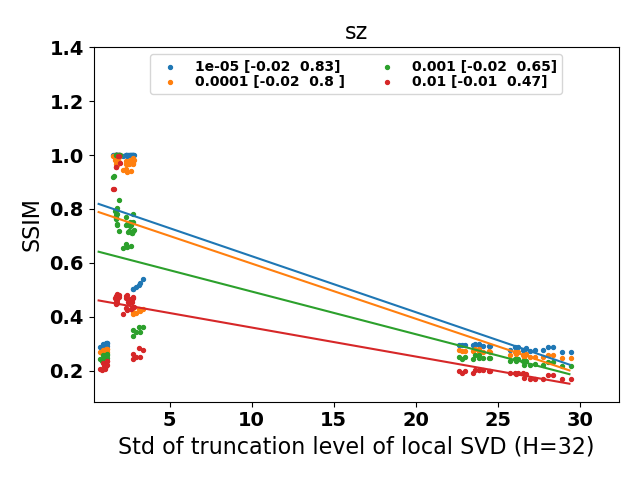 sz
1e-05 [-0.02  0.83]
0.0001 [-0.02  0.8 ]
0.001 [-0.02  0.65]
0.01 [-0.01  0.47]
SSIM
1.4
1.2
1.0
0.8
0.6
0.4
0.2
5 10 15 20 25 30
Std of truncation level of local SVD (H=32)